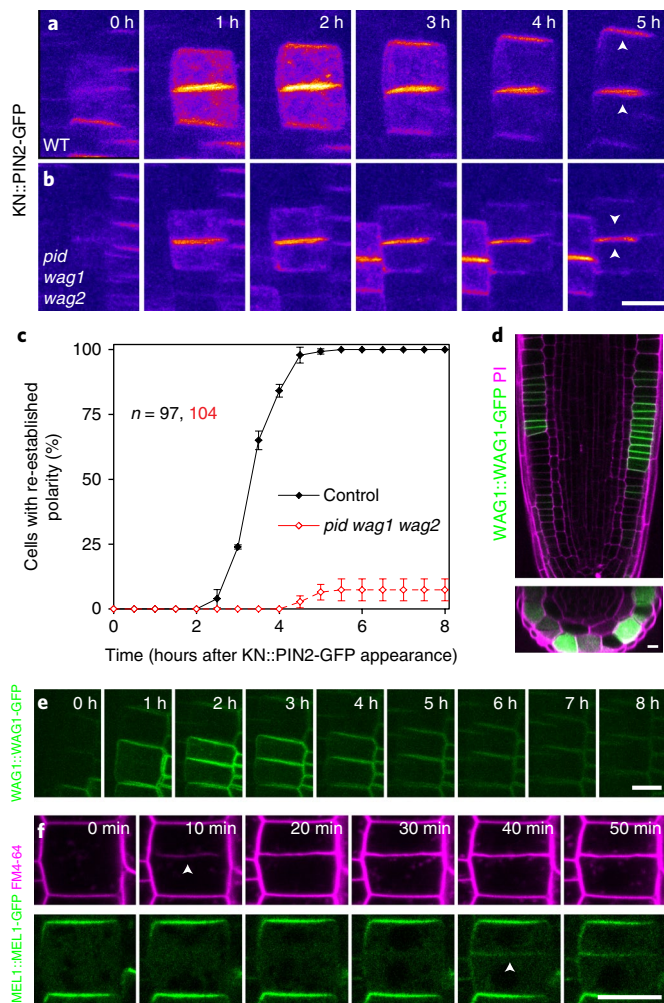 a
0 h
1 h
2 h
3 h
4 h
5 h
KN::PIN2-GFP
WT
b
pid
wag1
wag2
c
100
75
50
25
0
Cells with re-established
polarity (%)
n = 97, 104
Control
pid wag1 wag2
0
2
4
6
8
Time (hours after KN::PIN2-GFP appearance)
d
WAG1::WAG1-GFP PI
e
WAG1::WAG1-GFP
0 h
1 h
2 h
3 h
4 h
5 h
6 h
7 h
8 h
f
MEL1::MEL1-GFP FM4-64
0 min
10 min
20 min
30 min
40 min
50 min